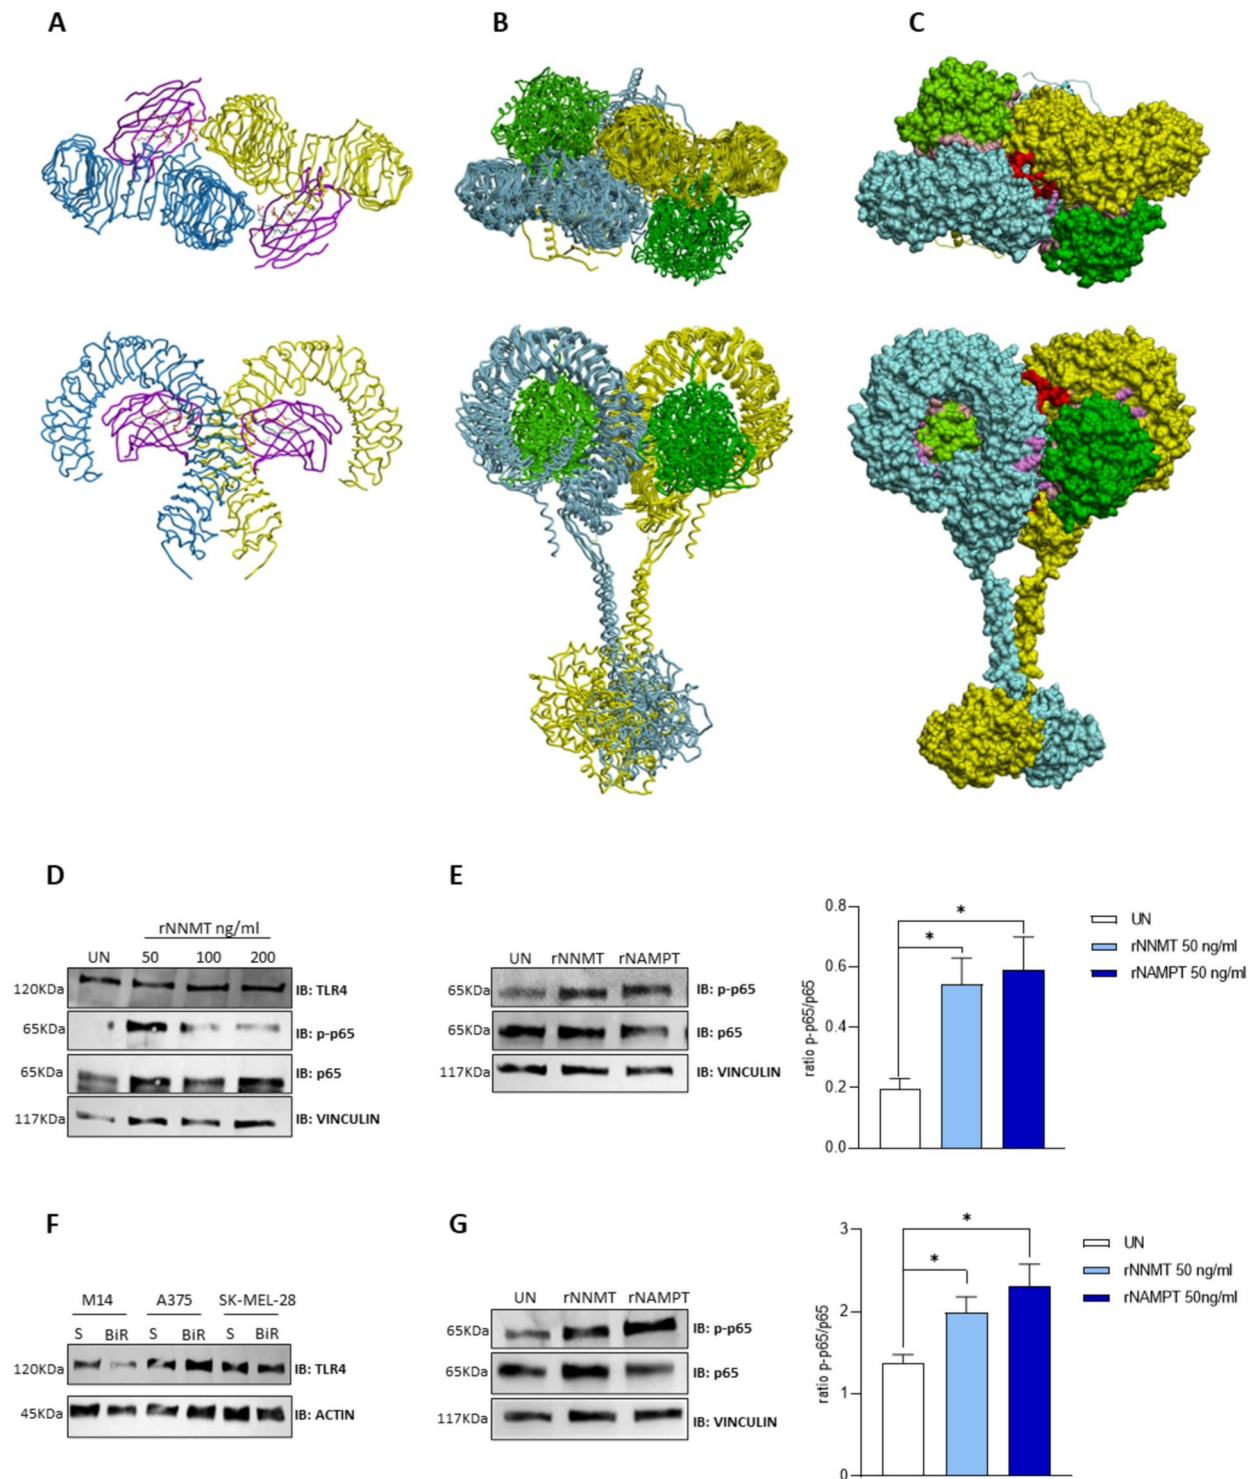 A
B
C
D
rNNMT ng/ml
UN 50 100 200
120KDa IB: TLR4
65KDa IB: p-p65
65KDa IB: p65
117KDa IB: VINCULIN
E
UN rNNMT rNAMPT
65KDa IB: p-p65
65KDa IB: p65
117KDa IB: VINCULIN
ratio p-p65/p65
0.8
0.6
0.4
0.2
0.0
*
*
UN
rNNMT 50 ng/ml
rNAMPT 50 ng/ml
F
M14 A375 SK-MEL-28
S BiR S BiR S BiR
120KDa IB: TLR4
45KDa IB: ACTIN
G
UN rNNMT rNAMPT
65KDa IB: p-p65
65KDa IB: p65
117KDa IB: VINCULIN
ratio p-p65/p65
3
2
1
0
*
*
UN
rNNMT 50 ng/ml
rNAMPT 50ng/ml